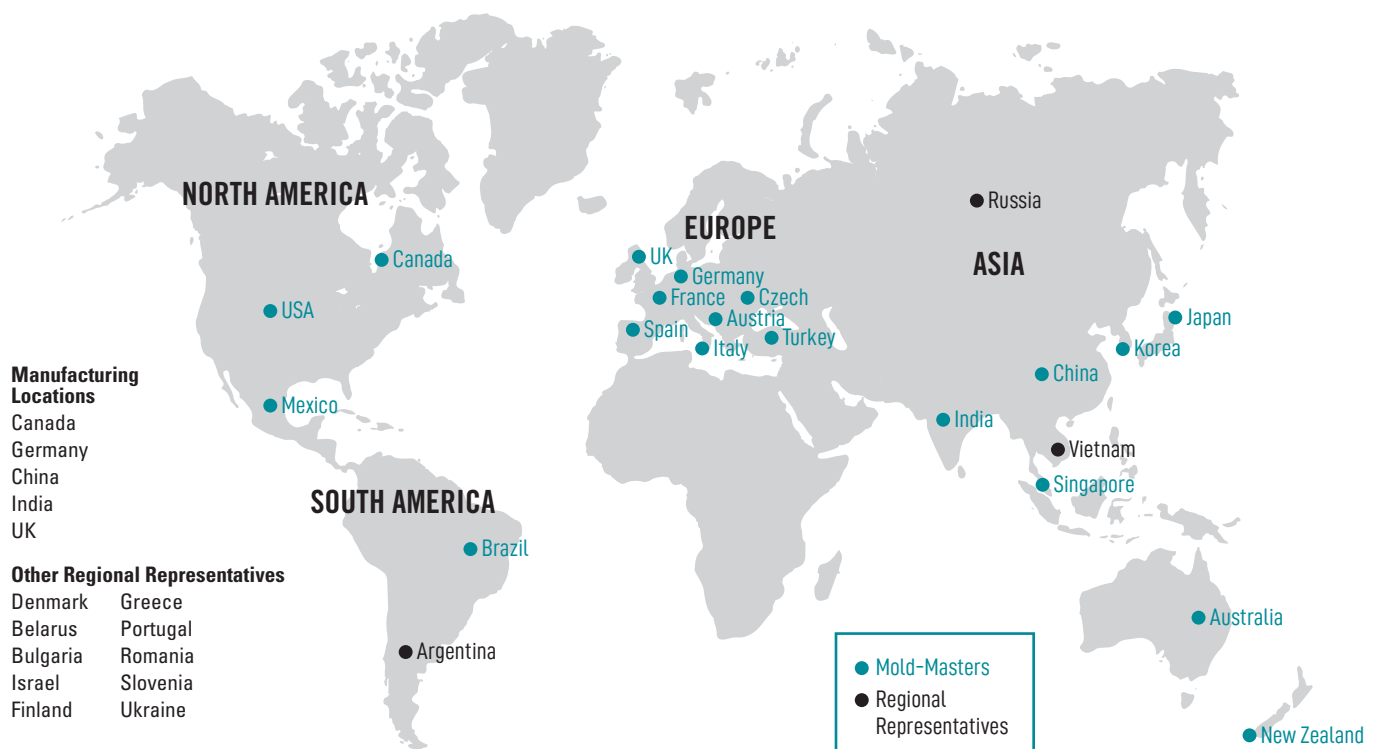 NORTH AMERICA
EUROPE
ASIA
Russia
Canada
UK
Germany
France
Czech
USA
Austria
Spain
Turkey
Italy
Japan
Korea
China
Mexico
India
Vietnam
Singapore
Manufacturing
Locations
Canada
Germany
China
India
UK
SOUTH AMERICA
Brazil
Argentina
Australia
New Zealand
Other Regional Representatives
Denmark Greece
Belarus Portugal
Bulgaria Romania
Israel Slovenia
Finland Ukraine
Mold-Masters
Regional
Representatives